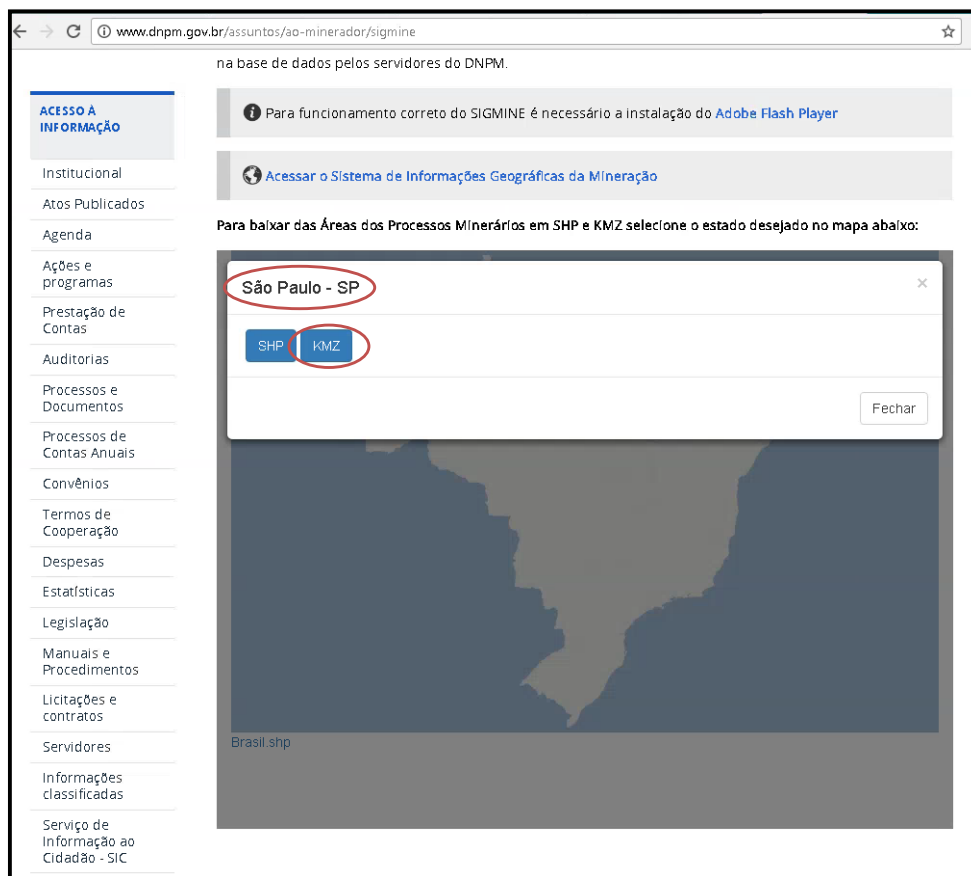 www.dnpm.gov.br/assuntos/ao-minerador/sigmine
na base de dados pelos servidores do DNPM.
ACESSO À
INFORMAÇÃO
Institucional
Atos Publicados
Agenda
Ações e
programas
Prestação de
Contas
Auditorias
Processos e
Documentos
Processos de
Contas Anuais
Convênios
Termos de
Cooperação
Despesas
Estatísticas
Legislação
Manuais e
Procedimentos
Licitações e
contratos
Servidores
Informações
classificadas
Serviço de
Informação ao
Cidadão - SIC
Para funcionamento correto do SIGMINE é necessário a instalação do Adobe Flash Player
Acessar o Sistema de Informações Geográficas da Mineração
Para baixar das Áreas dos Processos Minerários em SHP e KMZ selecione o estado desejado no mapa abaixo:
São Paulo - SP
×
SHP KMZ
Fechar
Brasil.shp